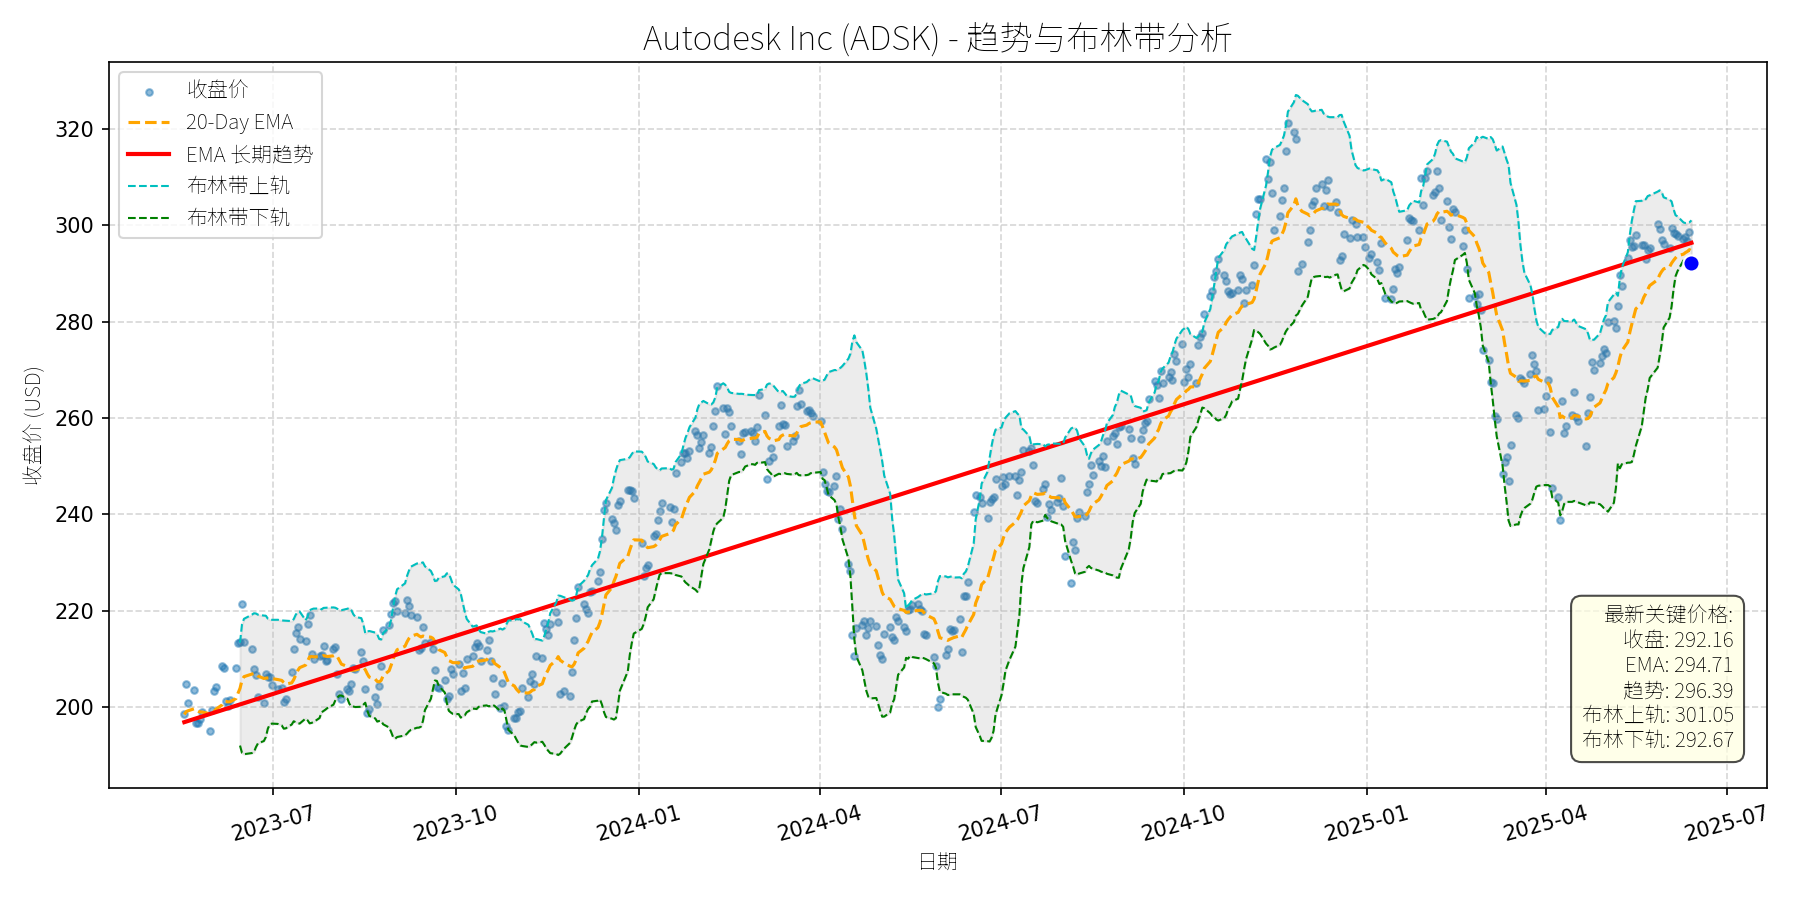 Autodesk Inc (ADSK) - 趋势与布林带分析
收盘价
20-Day EMA
EMA 长期趋势
布林带上轨
布林带下轨
收盘价 (USD)
320
300
280
260
240
220
200
最新关键价格:
收盘: 292.16
EMA: 294.71
趋势: 296.39
布林上轨: 301.05
布林下轨: 292.67
2023-07
2023-10
2024-01
2024-04
2024-07
2024-10
2025-01
2025-04
2025-07
日期